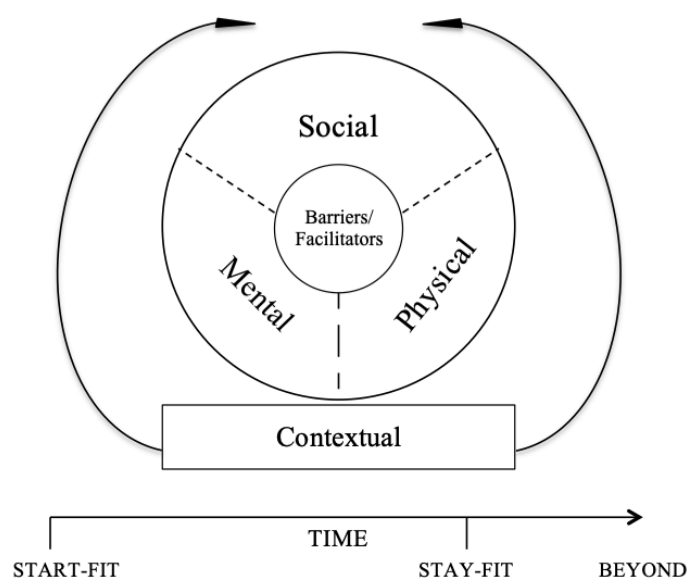 Social
Barriers/
Facilitators
Mental
Physical
Contextual
TIME
START-FIT
STAY-FIT
BEYOND